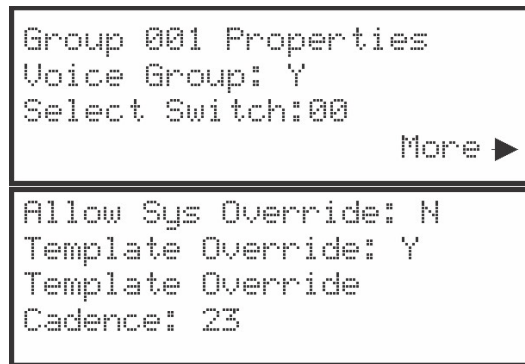 Group 001 Properties
Voice Group: Y
Select Switch:00
More ▶
Allow Sys Override: N
Template Override: Y
Template Override
Cadence: 23